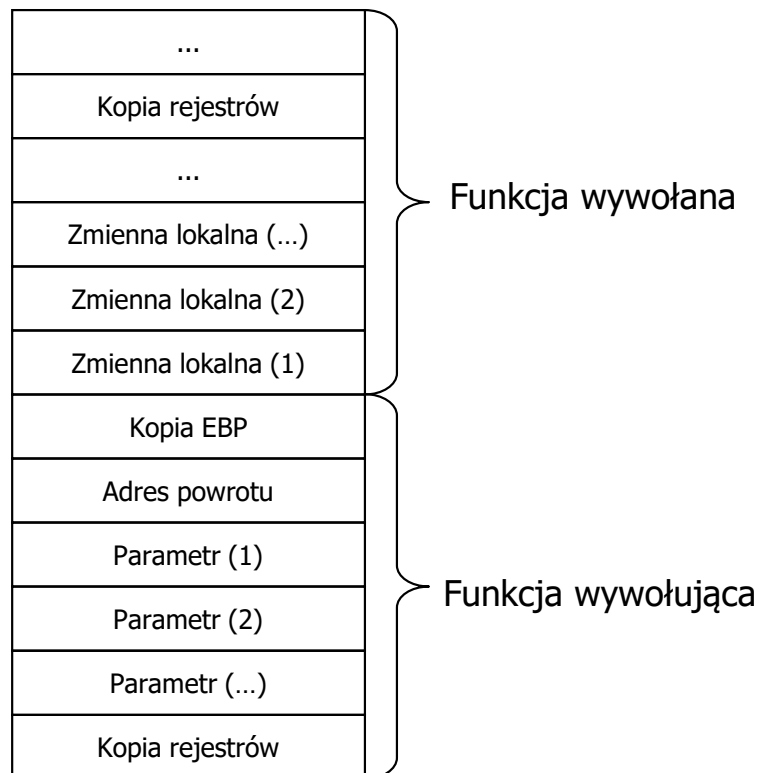 ...
Kopia rejestrów
...
Zmienna lokalna (...)
Zmienna lokalna (2)
Zmienna lokalna (1)
Funkcja wywołana
Kopia EBP
Adres powrotu
Parametr (1)
Parametr (2)
Parametr (...)
Kopia rejestrów
Funkcja wywołująca